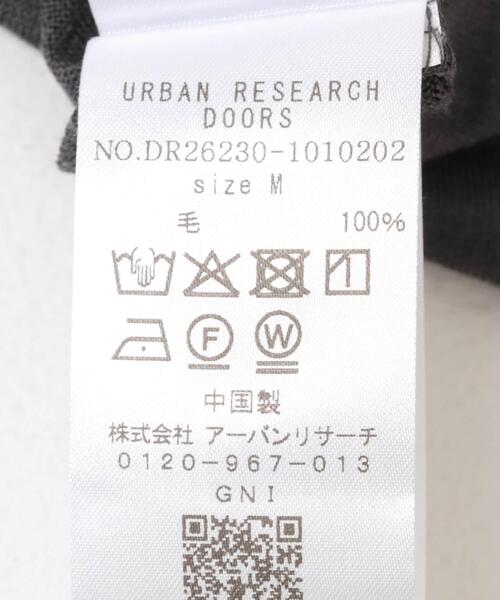 URBAN RESEARCH
DOORS
NO.DR26230-1010202
size M
毛 100%
F W
中国製
株式会社 アーバンリサーチ
0120-967-013
GNI